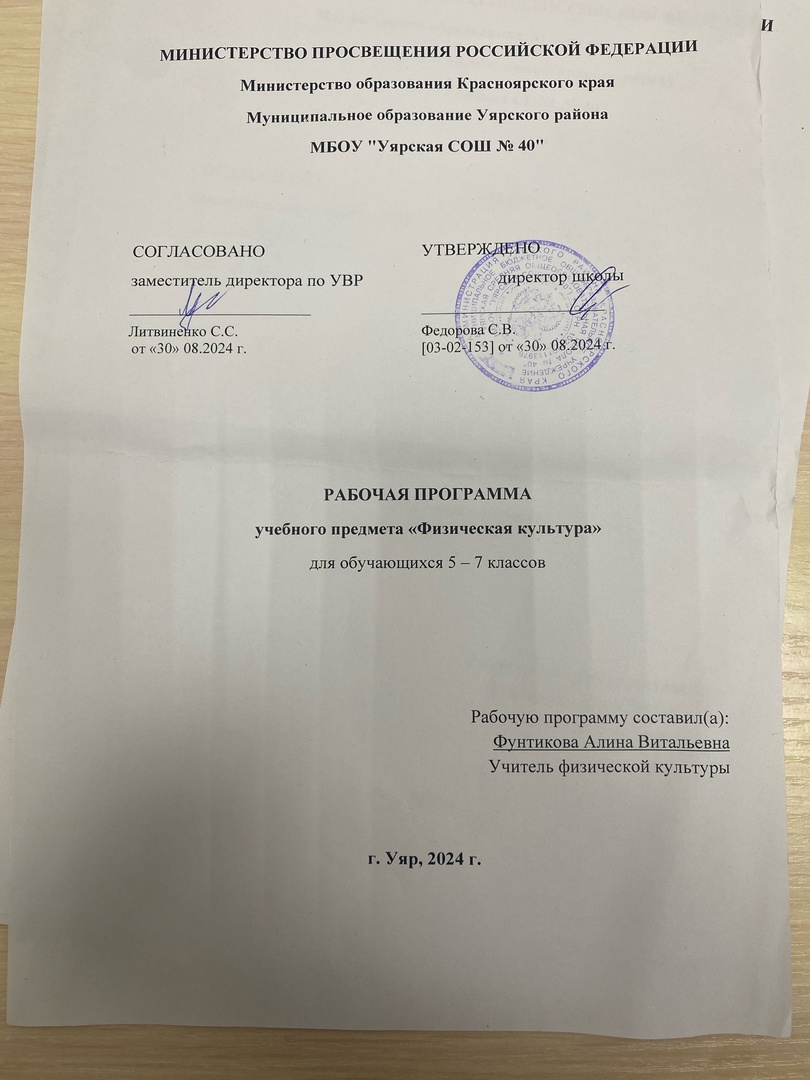 И
МИНИСТЕРСТВО ПРОСВЕЩЕНИЯ РОССИЙСКОЙ ФЕДЕРАЦИИ
Министерство образования Красноярского края
Муниципальное образование Уярского района
МБОУ "Уярская СОШ № 40"
СОГЛАСОВАНО
заместитель директора по УВР
Литвиненко С.С.
от «30» 08.2024 г.
УТВЕРЖДЕНО
директор школы
Федорова С.В.
[03-02-153] от «30» 08.2024 г.
РАБОЧАЯ ПРОГРАММА
учебного предмета «Физическая культура»
для обучающихся 5 – 7 классов
Рабочую программу составил(а):
Фунтикова Алина Витальевна
Учитель физической культуры
г. Уяр, 2024 г.